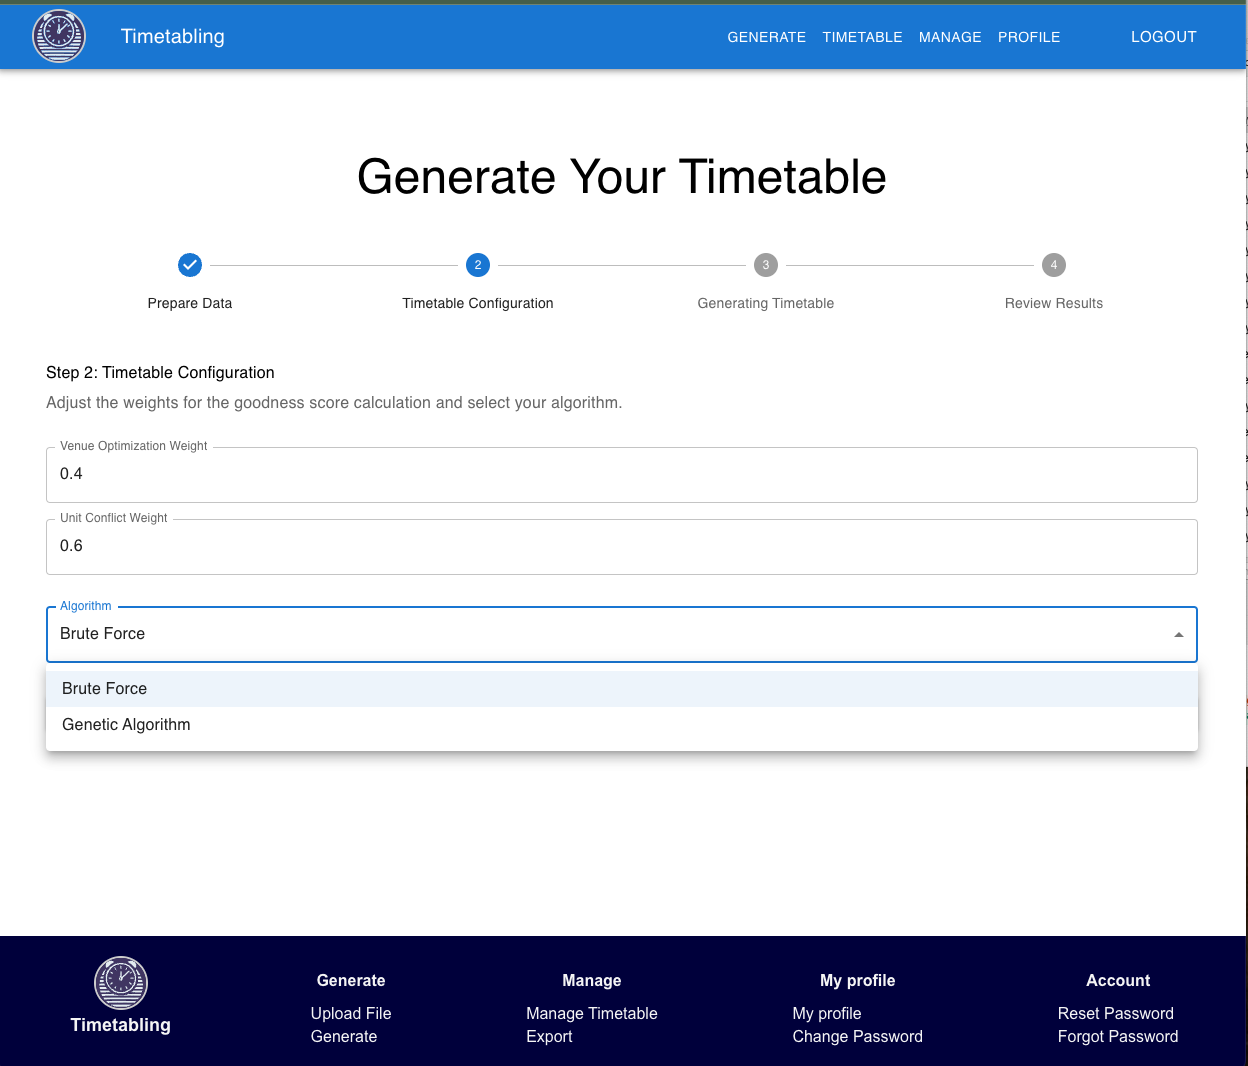 Timetabling
GENERATE TIMETABLE MANAGE PROFILE LOGOUT
Generate Your Timetable
2 3 4
Prepare Data Timetable Configuration Generating Timetable Review Results
Step 2: Timetable Configuration
Adjust the weights for the goodness score calculation and select your algorithm.
Venue Optimization Weight
0.4
Unit Conflict Weight
0.6
Algorithm
Brute Force
Brute Force
Genetic Algorithm
Timetabling
Generate
Upload File
Generate
Manage
Manage Timetable
Export
My profile
My profile
Change Password
Account
Reset Password
Forgot Password